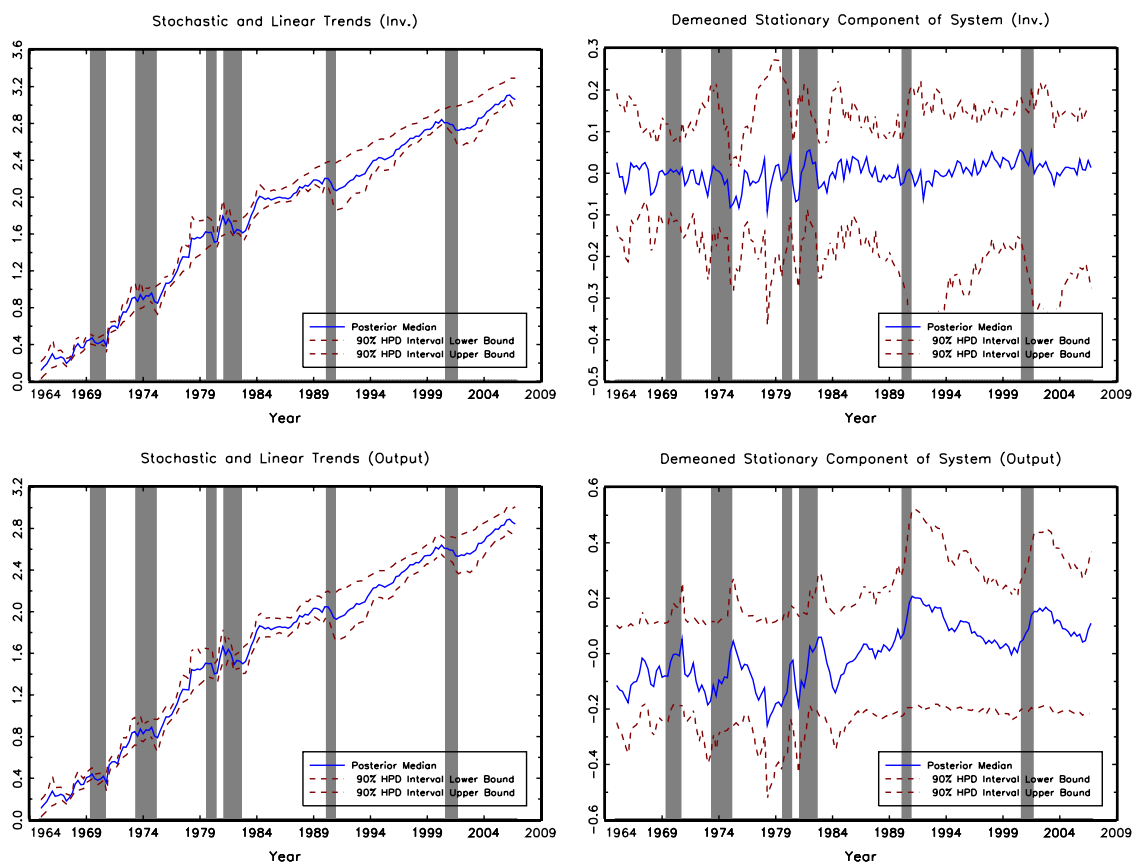 Stochastic and Linear Trends (Inv.)
3.6
3.2
2.8
2.4
2.0
1.6
1.2
0.8
0.4
0.0
Posterior Median
90% HPD Interval Lower Bound
90% HPD Interval Upper Bound
1964 1969 1974 1979 1984 1989 1994 1999 2004 2009
Year
Demeaned Stationary Component of System (Inv.)
0.3
0.2
0.1
0.0
−0.1
−0.2
−0.3
−0.4
−0.5
Posterior Median
90% HPD Interval Lower Bound
90% HPD Interval Upper Bound
1964 1969 1974 1979 1984 1989 1994 1999 2004 2009
Year
Stochastic and Linear Trends (Output)
3.2
2.8
2.4
2.0
1.6
1.2
0.8
0.4
0.0
Posterior Median
90% HPD Interval Lower Bound
90% HPD Interval Upper Bound
1964 1969 1974 1979 1984 1989 1994 1999 2004 2009
Year
Demeaned Stationary Component of System (Output)
0.6
0.4
0.2
−0.0
−0.2
−0.4
−0.6
Posterior Median
90% HPD Interval Lower Bound
90% HPD Interval Upper Bound
1964 1969 1974 1979 1984 1989 1994 1999 2004 2009
Year